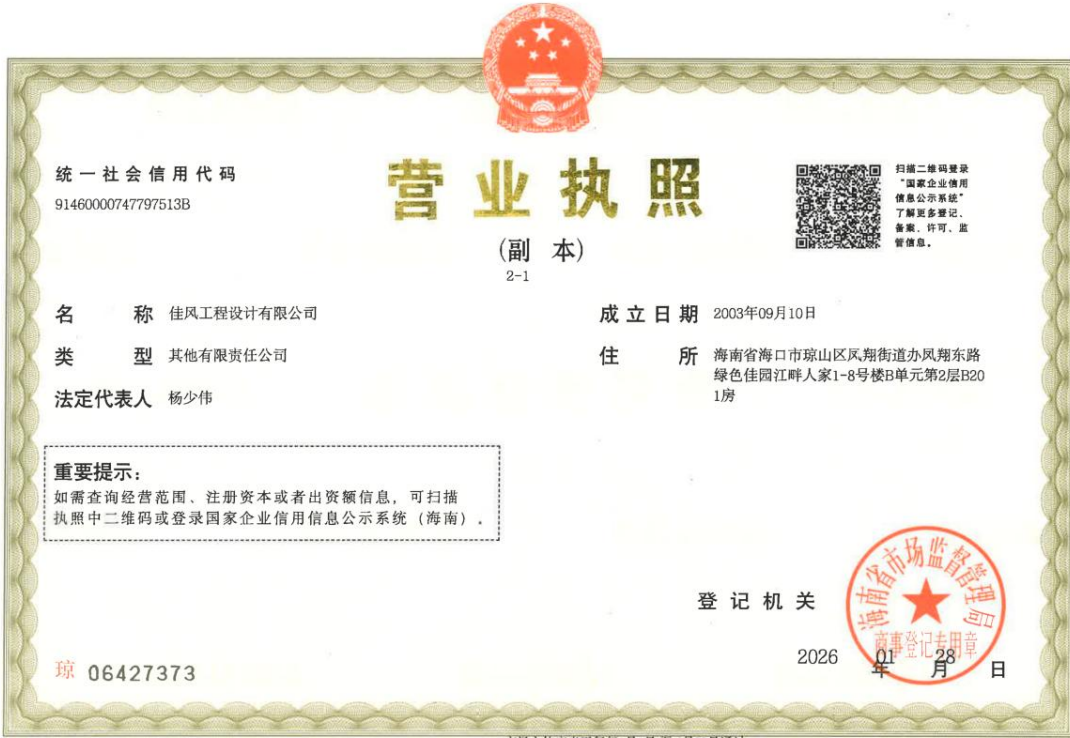 统一社会信用代码
91460000747797513B
营业执照
(副 本)
2-1
扫描二维码登录
“国家企业信用
信息公示系统”
了解更多登记、
备案、许可、监
管信息。
名 称 佳风工程设计有限公司
类 型 其他有限责任公司
法定代表人 杨少伟
成立日期 2003年09月10日
住 所 海南省海口市琼山区凤翔街道办凤翔东路
绿色佳园江畔人家1-8号楼B单元第2层B20
1房
重要提示:
如需查询经营范围、注册资本或者出资额信息，可扫描
执照中二维码或登录国家企业信用信息公示系统（海南）.
登记机关
海南省市场监督管理局
商事登记专用章
2026 年 01 月 28 日
琼 06427373